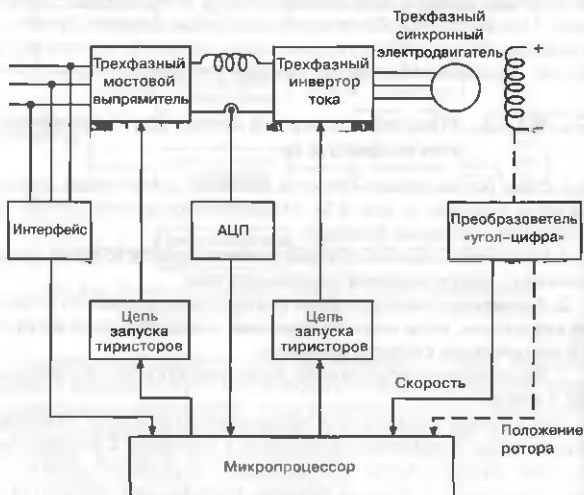 Трехфазный
синхронный
электродвигатель
Трехфазный
мостовой
выпрямитель
Трехфазный
инвертор
тока
+
−
Интерфейс
АЦП
Преобразоветель
«угол–цифра»
Цепь
запуска
тиристоров
Цепь
запуска
тиристоров
Скорость
Положение
ротора
Микропроцессор